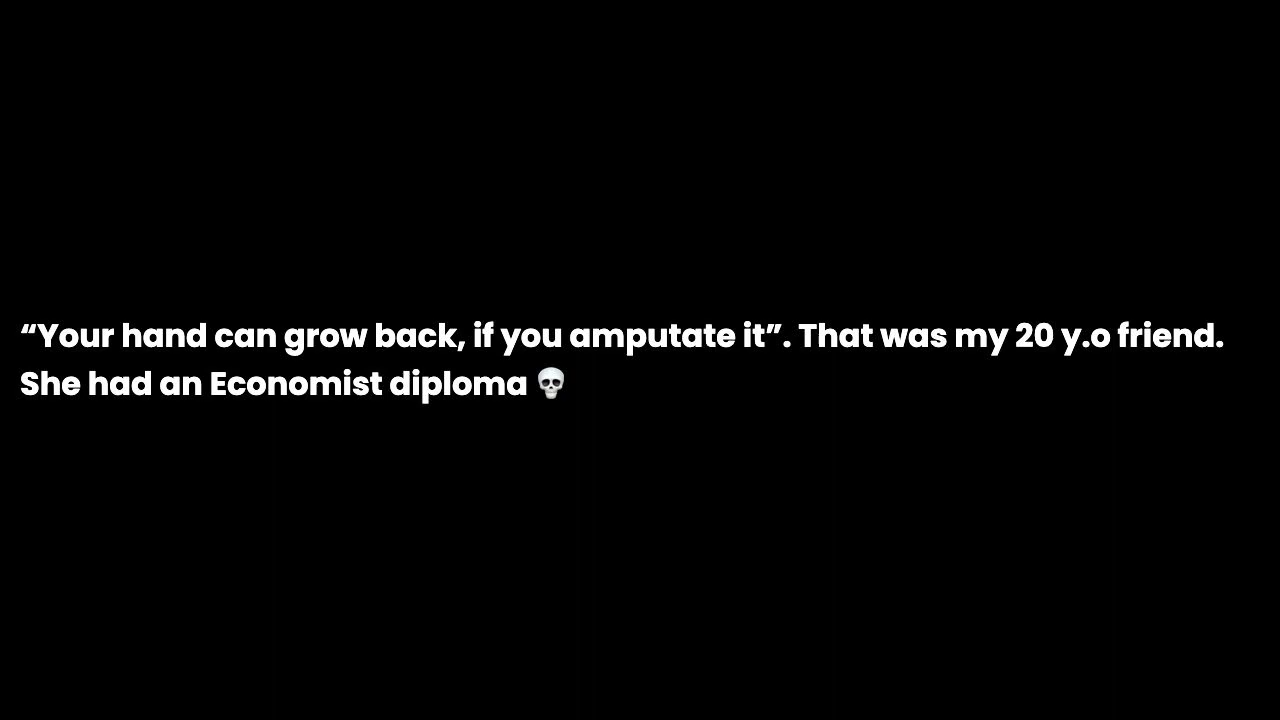 “Your hand can grow back, if you amputate it”. That was my 20 y.o friend.
She had an Economist diploma 💀